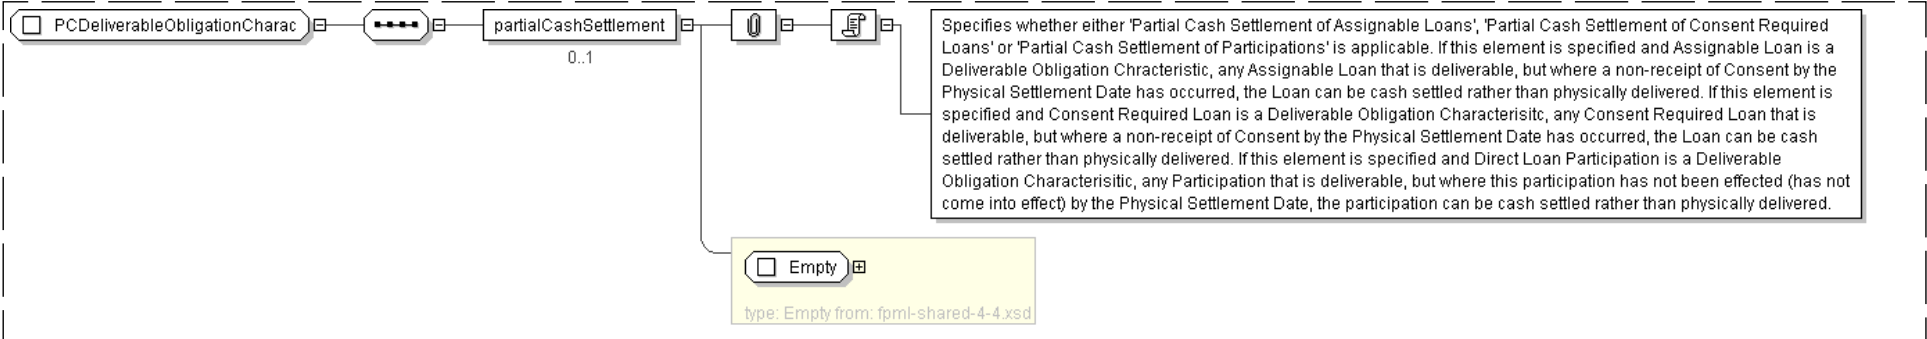 PCDeliverableObligationCharac
partialCashSettlement
0..1
Specifies whether either 'Partial Cash Settlement of Assignable Loans', 'Partial Cash Settlement of Consent Required
Loans' or 'Partial Cash Settlement of Participations' is applicable. If this element is specified and Assignable Loan is a
Deliverable Obligation Chracteristic, any Assignable Loan that is deliverable, but where a non-receipt of Consent by the
Physical Settlement Date has occurred, the Loan can be cash settled rather than physically delivered. If this element is
specified and Consent Required Loan is a Deliverable Obligation Characterisitc, any Consent Required Loan that is
deliverable, but where a non-receipt of Consent by the Physical Settlement Date has occurred, the Loan can be cash
settled rather than physically delivered. If this element is specified and Direct Loan Participation is a Deliverable
Obligation Characterisitic, any Participation that is deliverable, but where this participation has not been effected (has not
come into effect) by the Physical Settlement Date, the participation can be cash settled rather than physically delivered.
Empty
type: Empty from: fpml-shared-4-4.xsd